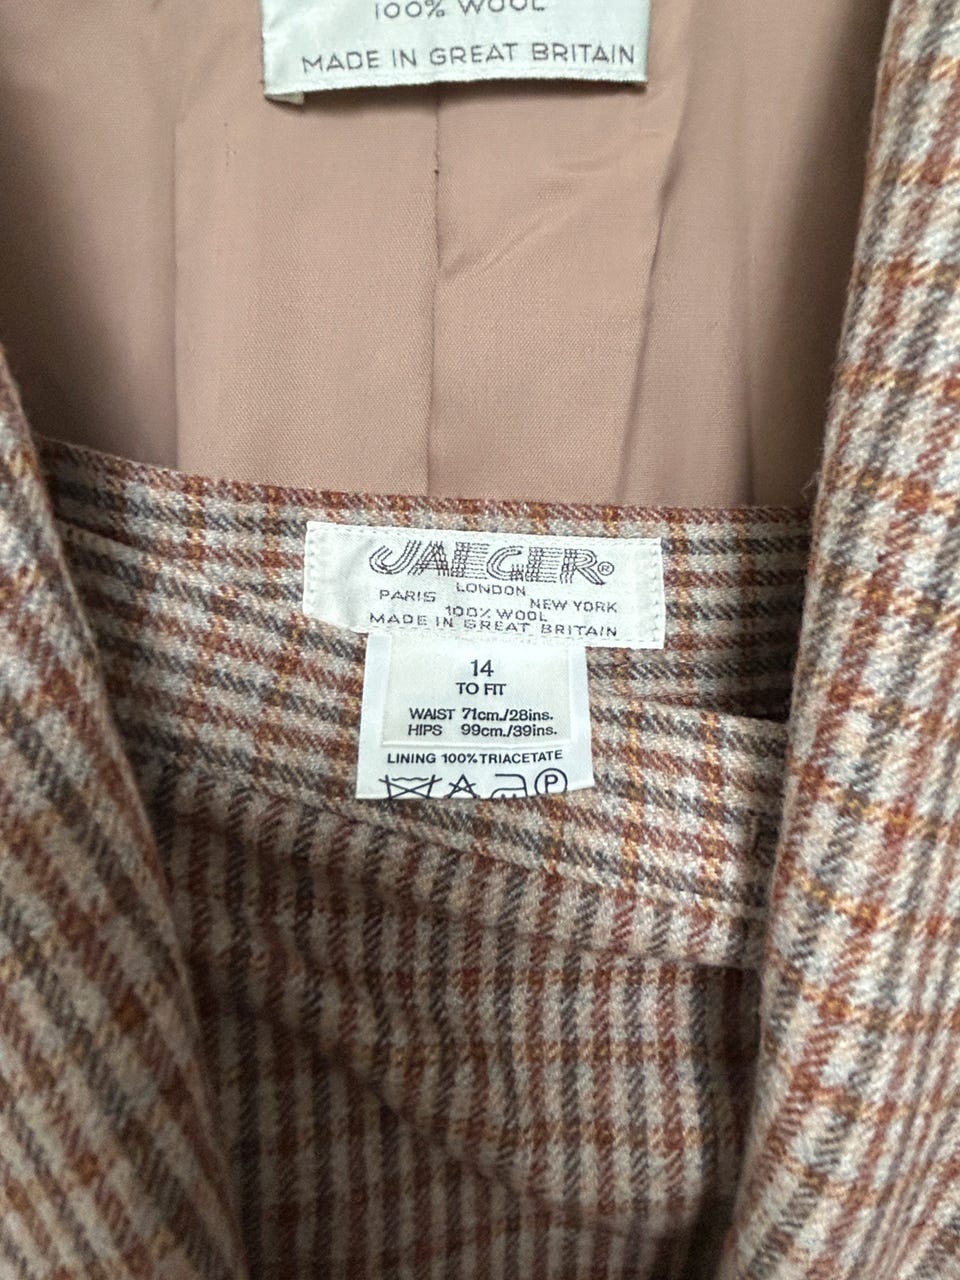 100% WOOL
MADE IN GREAT BRITAIN
JAEGER®
LONDON
PARIS NEW YORK
100% WOOL
MADE IN GREAT BRITAIN
14
TO FIT
WAIST 71cm./28ins.
HIPS 99cm./39ins.
LINING 100% TRIACETATE
P